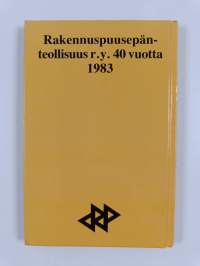 Rakennuspuusepän-
teollisuus r.y. 40 vuotta
1983